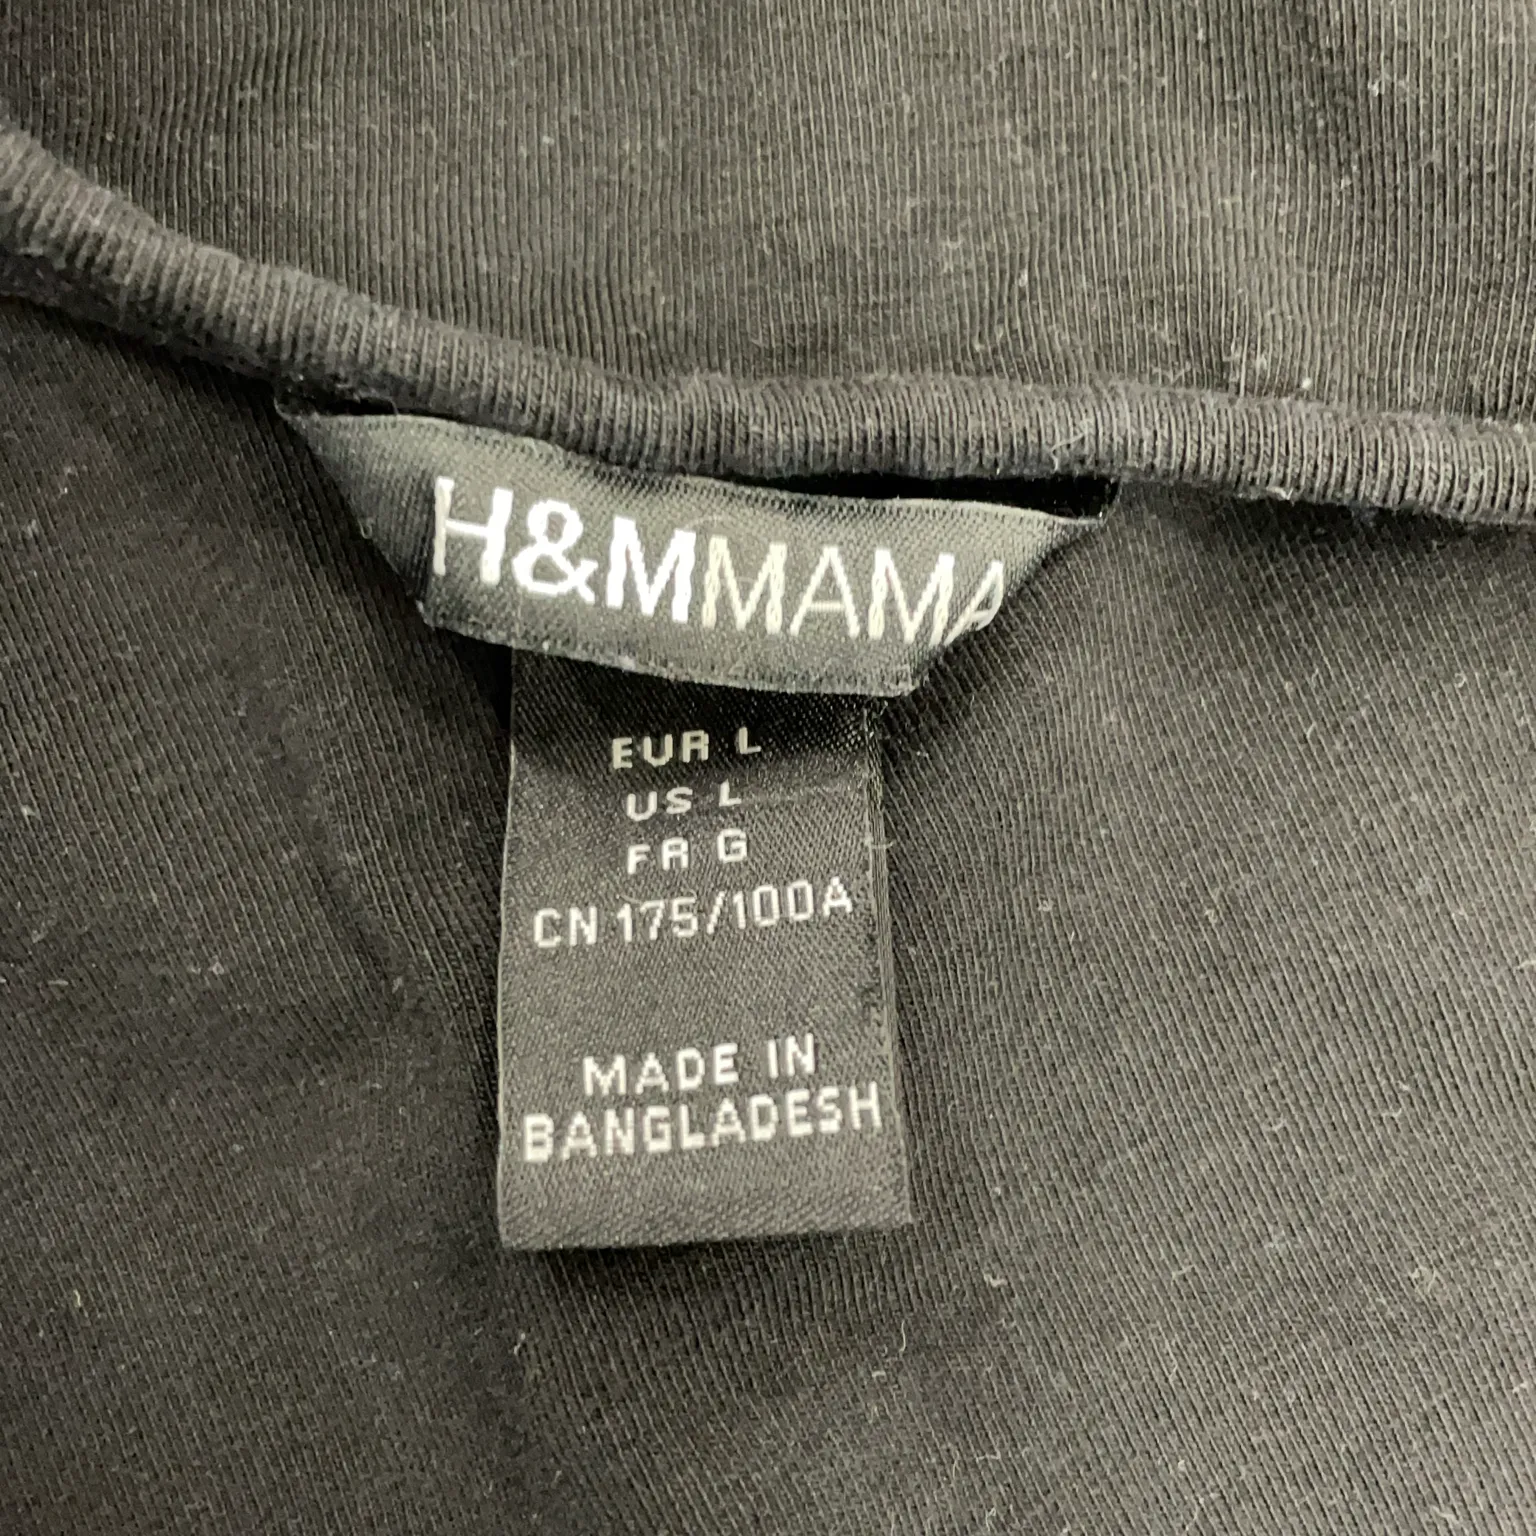 H&MMAMA
EUR L
US L
FR G
CN 175/100A
MADE IN
BANGLADESH